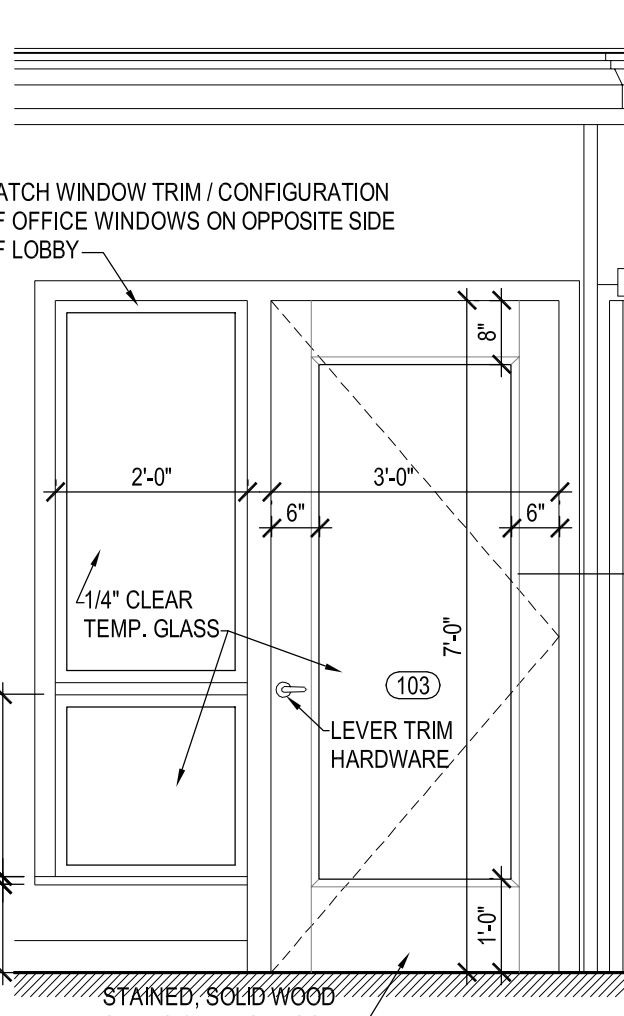 WINDOW TRIM / CONFIGURATION
OFFICE WINDOWS ON OPPOSITE SIDE
LOBBY
8"
2'-0"
3'-0"
6"
6"
1/4" CLEAR
TEMP. GLASS
7'-0"
103
LEVER TRIM
HARDWARE
1'-0"
STAINED, SOLID WOOD